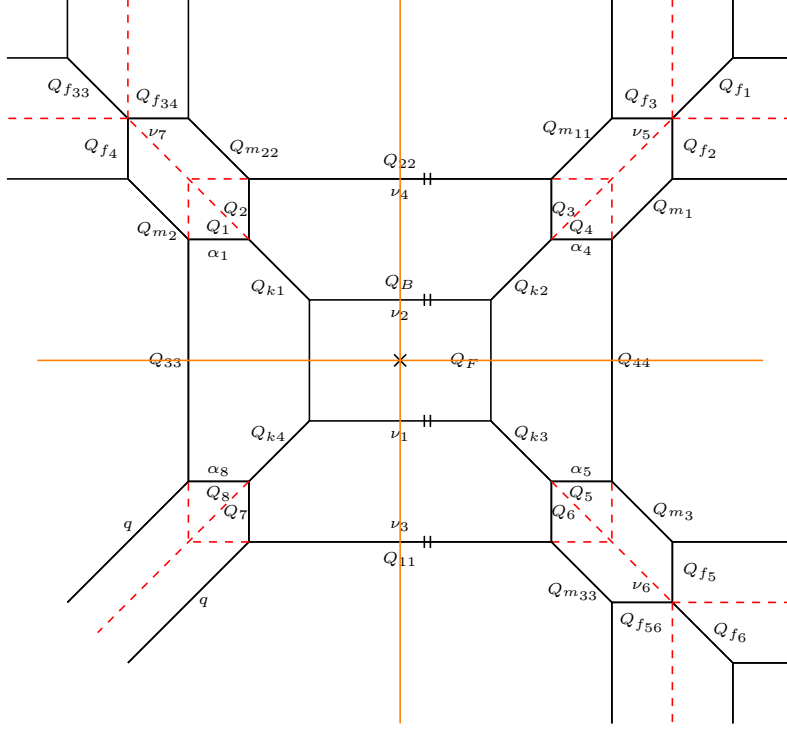 Q_{f_{33}} Q_{f_{34}} Q_{f_3} Q_{f_1}
Q_{f_4} ν_7 Q_{m_{22}} Q_{m_{11}} ν_5 Q_{f_2}
Q_{22}
ν_4
Q_{m_2} Q_1 Q_2 Q_3 Q_4 Q_{m_1}
α_1 α_4
Q_{k1} Q_B Q_{k2}
ν_2
Q_{33} Q_F Q_{44}
Q_{k4} ν_1 Q_{k3}
α_8 α_5
q Q_8 Q_7 Q_6 Q_5 Q_{m_3}
ν_3
Q_{11}
q Q_{m_{33}} ν_6 Q_{f_5}
Q_{f_{56}} Q_{f_6}